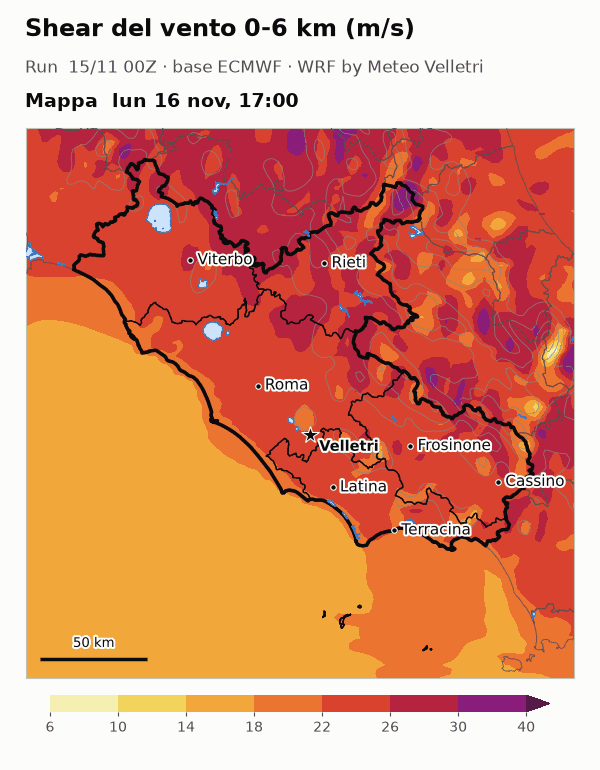 Shear del vento 0-6 km (m/s)
Run 15/11 00Z · base ECMWF · WRF by Meteo Velletri
Mappa lun 16 nov, 17:00
Viterbo
Rieti
Roma
Velletri
Frosinone
Latina
Cassino
Terracina
50 km
6 10 14 18 22 26 30 40